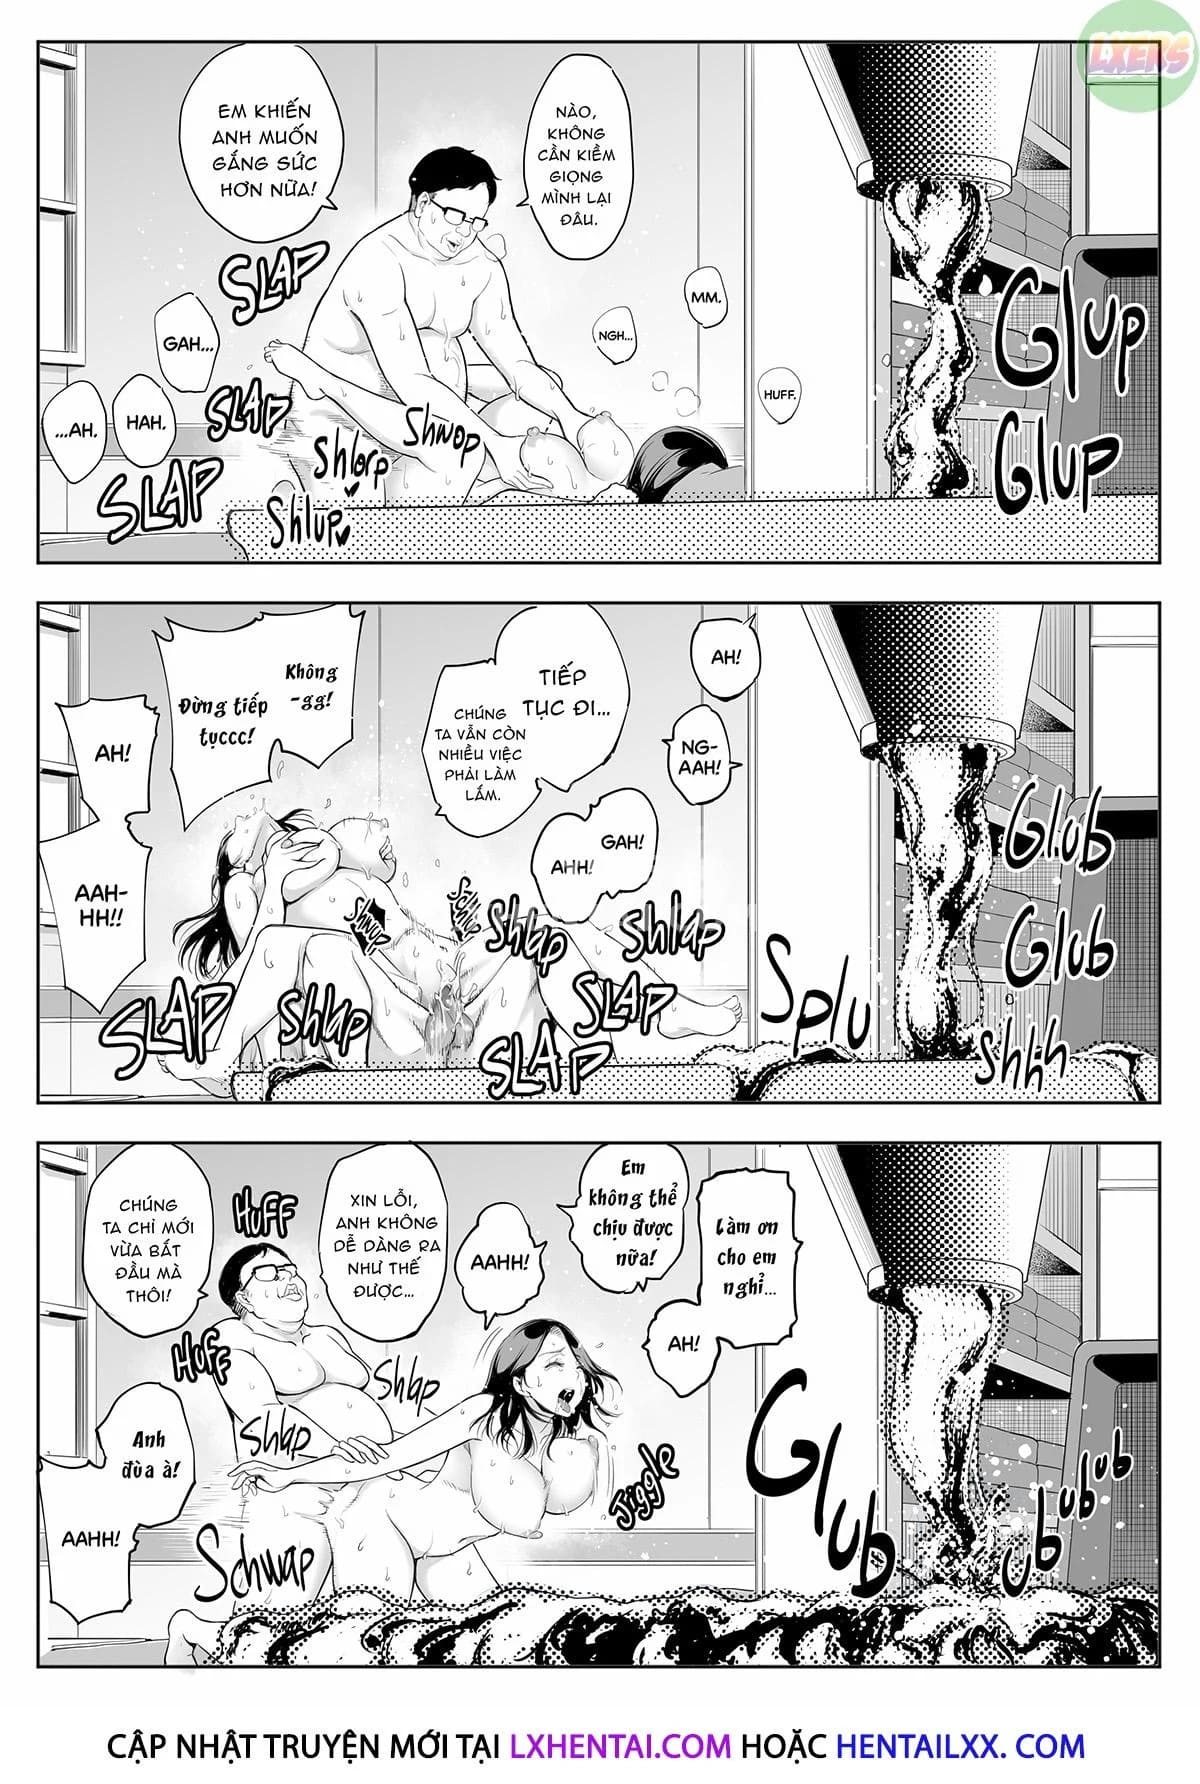 LXERS
NÀO,
KHÔNG
CẦN KIỀM
GIỌNG
MÌNH LẠI
ĐÂU.
EM KHIẾN
ANH MUỐN
GẮNG SỨC
HƠN NỮA!
SLAP
GAH...
HAH.
...AH.
SLAP
SLAP
Shlorp
Shlup
Shwop
NGH...
MM.
HUFF.
Glup
Glup
AH!
NG-
AAH!
TIẾP
TỤC ĐI...
CHÚNG
TA VẪN CÒN
NHIỀU VIỆC
PHẢI LÀM
LẮM.
GAH!
AHH!
Không
-gg!
Đừng tiếp
tụccc!
AH!
AAH-
HH!!
SLAP
Shlap
SLAP
Shlap
Shlap
SLAP
Glub
Glub
Splu
Shhh
Làm ơn
cho em
nghỉ...
Em
không thể
chịu được
nữa!
AH!
AAHH!
XIN LỖI,
ANH KHÔNG
DỄ DÀNG RA
NHƯ THẾ
ĐƯỢC...
CHÚNG
TA CHỈ MỚI
VỪA BẮT
ĐẦU MÀ
THÔI!
HUFF
HUFF
Shlap
Shlap
Anh
đùa à!
AAHH!
Schwap
Jiggle
Glub
ub
ub
ub
ub
CẬP NHẬT TRUYỆN MỚI TẠI LXHENTAI.COM HOẶC HENTAILXX. COM